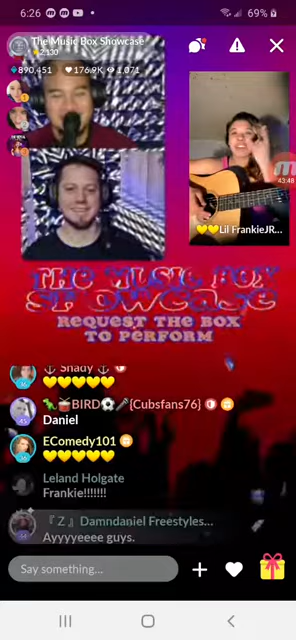 6:26
69%
The Music Box Showcase
2,130
890,451 176.9K 1,071
43:48
Lil FrankieJR...
THE MUSIC BOX
SHOWCASE
REQUEST THE BOX
TO PERFORM
Shady
BIRD {Cubsfans76}
Daniel
EComedy101
Leland Holgate
Frankie!!!!!!!
『 Z 』 Damndaniel Freestyles...
Ayyyyeeee guys.
Say something...